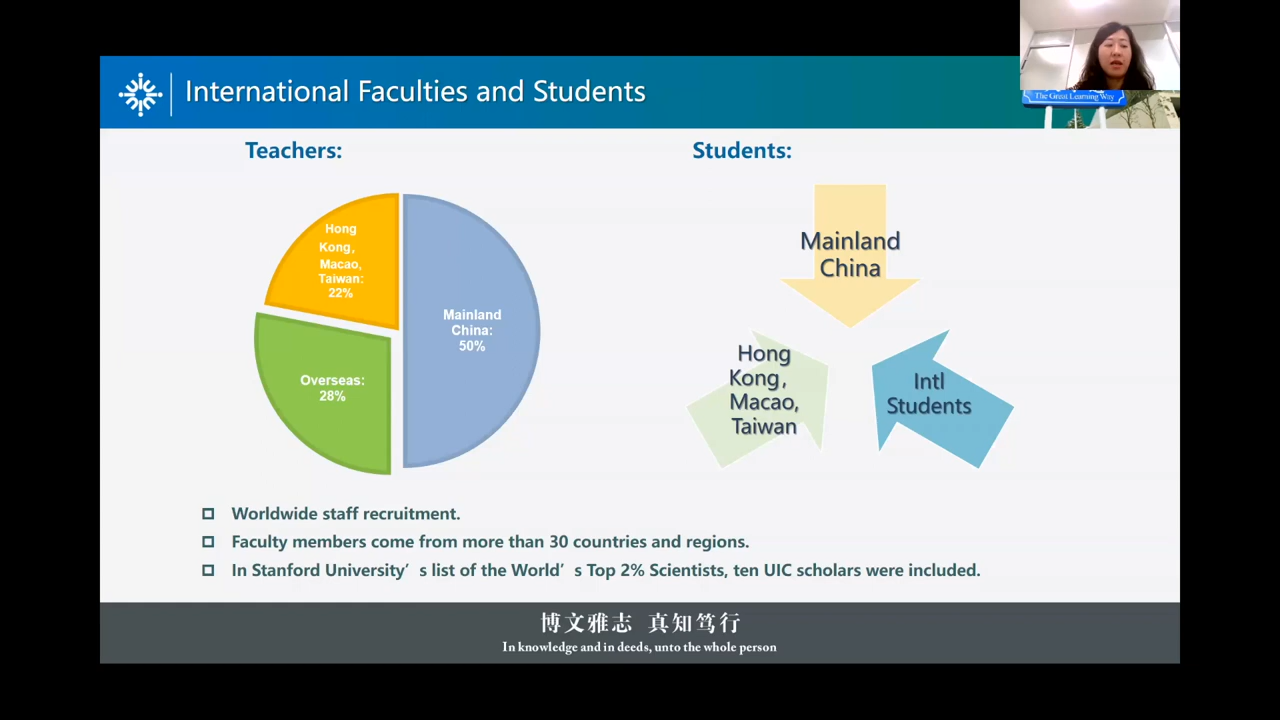 International Faculties and Students
The Great Learning Way
Teachers:
Students:
Hong
Kong,
Macao,
Taiwan:
22%
Mainland
China:
50%
Overseas:
28%
Mainland
China
Hong
Kong,
Macao,
Taiwan
Intl
Students
Worldwide staff recruitment.
Faculty members come from more than 30 countries and regions.
In Stanford University’s list of the World’s Top 2% Scientists, ten UIC scholars were included.
博文雅志 真知笃行
In knowledge and in deeds, unto the whole person